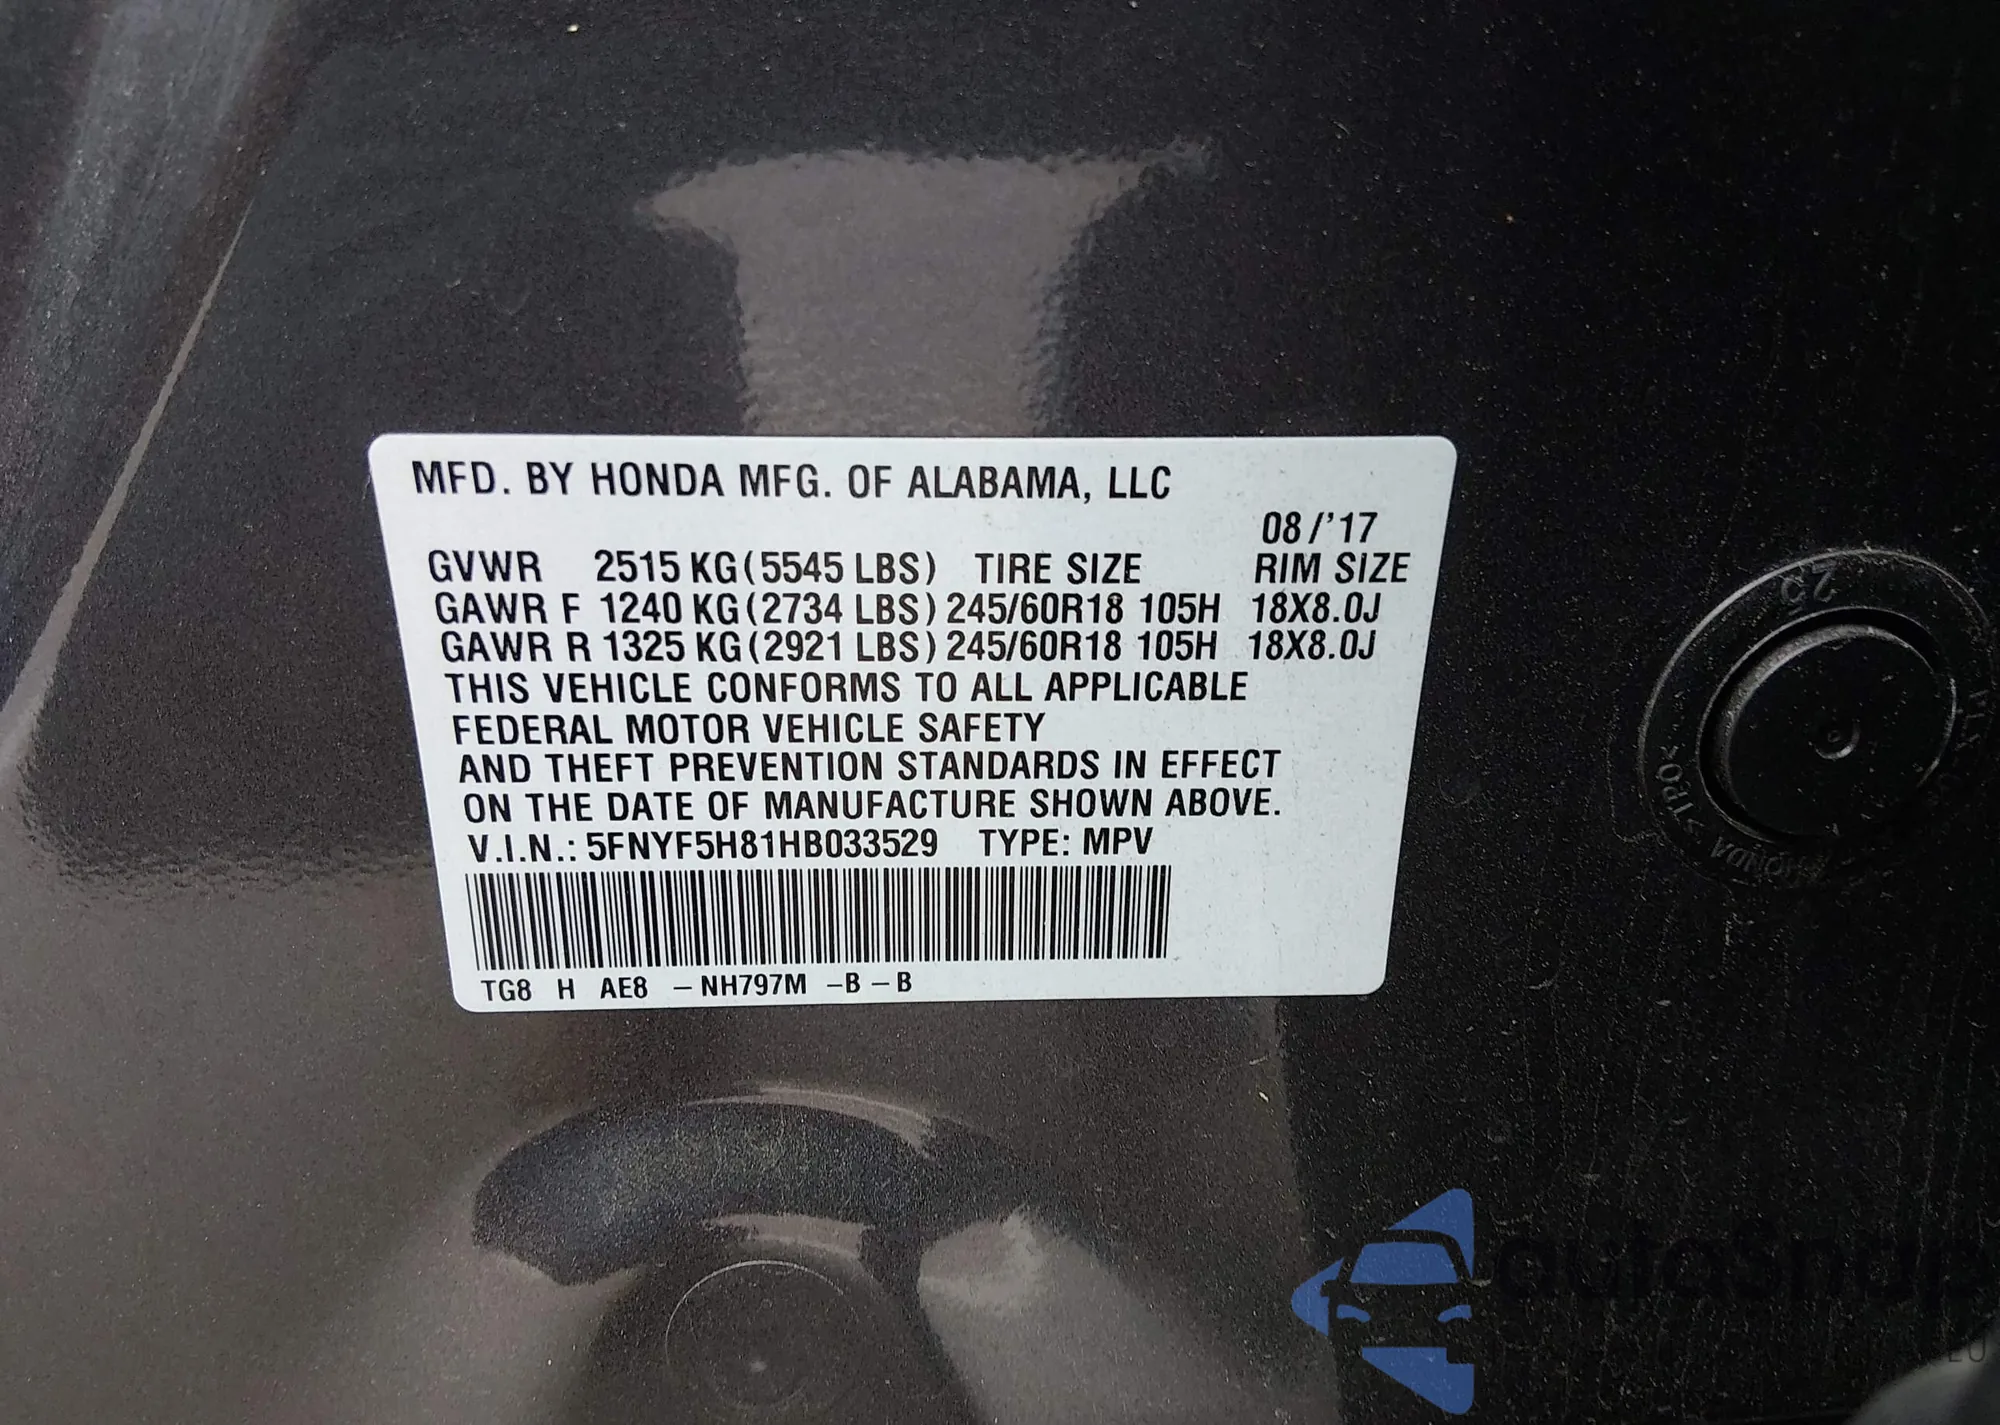 MFD. BY HONDA MFG. OF ALABAMA, LLC
08/'17
GVWR 2515 KG (5545 LBS) TIRE SIZE RIM SIZE
GAWR F 1240 KG (2734 LBS) 245/60R18 105H 18X8.0J
GAWR R 1325 KG (2921 LBS) 245/60R18 105H 18X8.0J
THIS VEHICLE CONFORMS TO ALL APPLICABLE
FEDERAL MOTOR VEHICLE SAFETY
AND THEFT PREVENTION STANDARDS IN EFFECT
ON THE DATE OF MANUFACTURE SHOWN ABOVE.
V.I.N.: 5FNYF5H81HB033529 TYPE: MPV
TG8 H AE8 – NH797M –B – B
25
>TPO<
autosnap